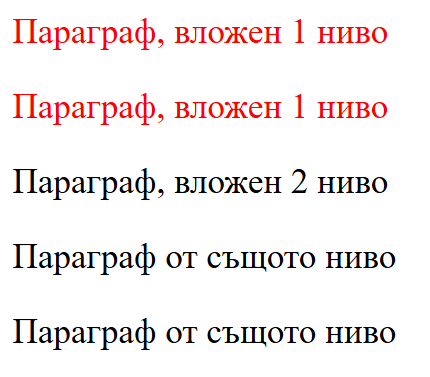 Параграф, вложен 1 ниво
Параграф, вложен 1 ниво
Параграф, вложен 2 ниво
Параграф от същото ниво
Параграф от същото ниво